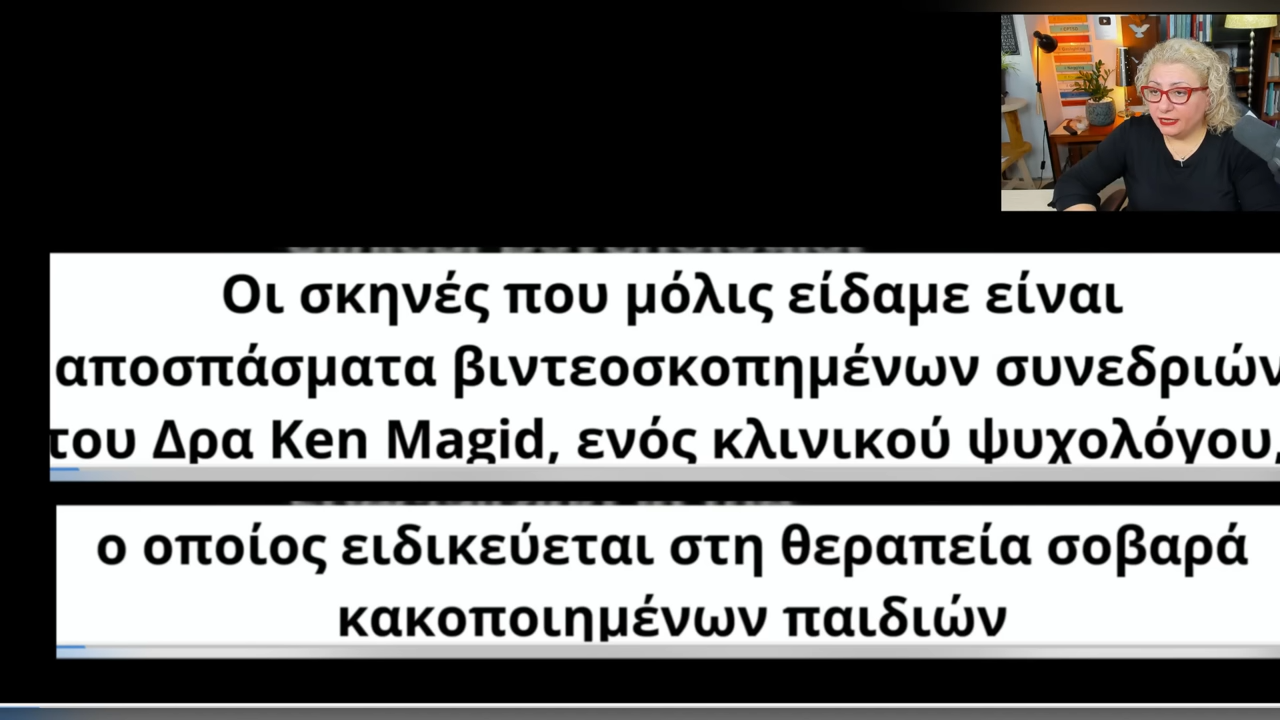 Οι σκηνές που μόλις είδαμε είναι
αποσπάσματα βιντεοσκοπημένων συνεδριών
του Δρα Ken Magid, ενός κλινικού ψυχολόγου,
ο οποίος ειδικεύεται στη θεραπεία σοβαρά
κακοποιημένων παιδιών